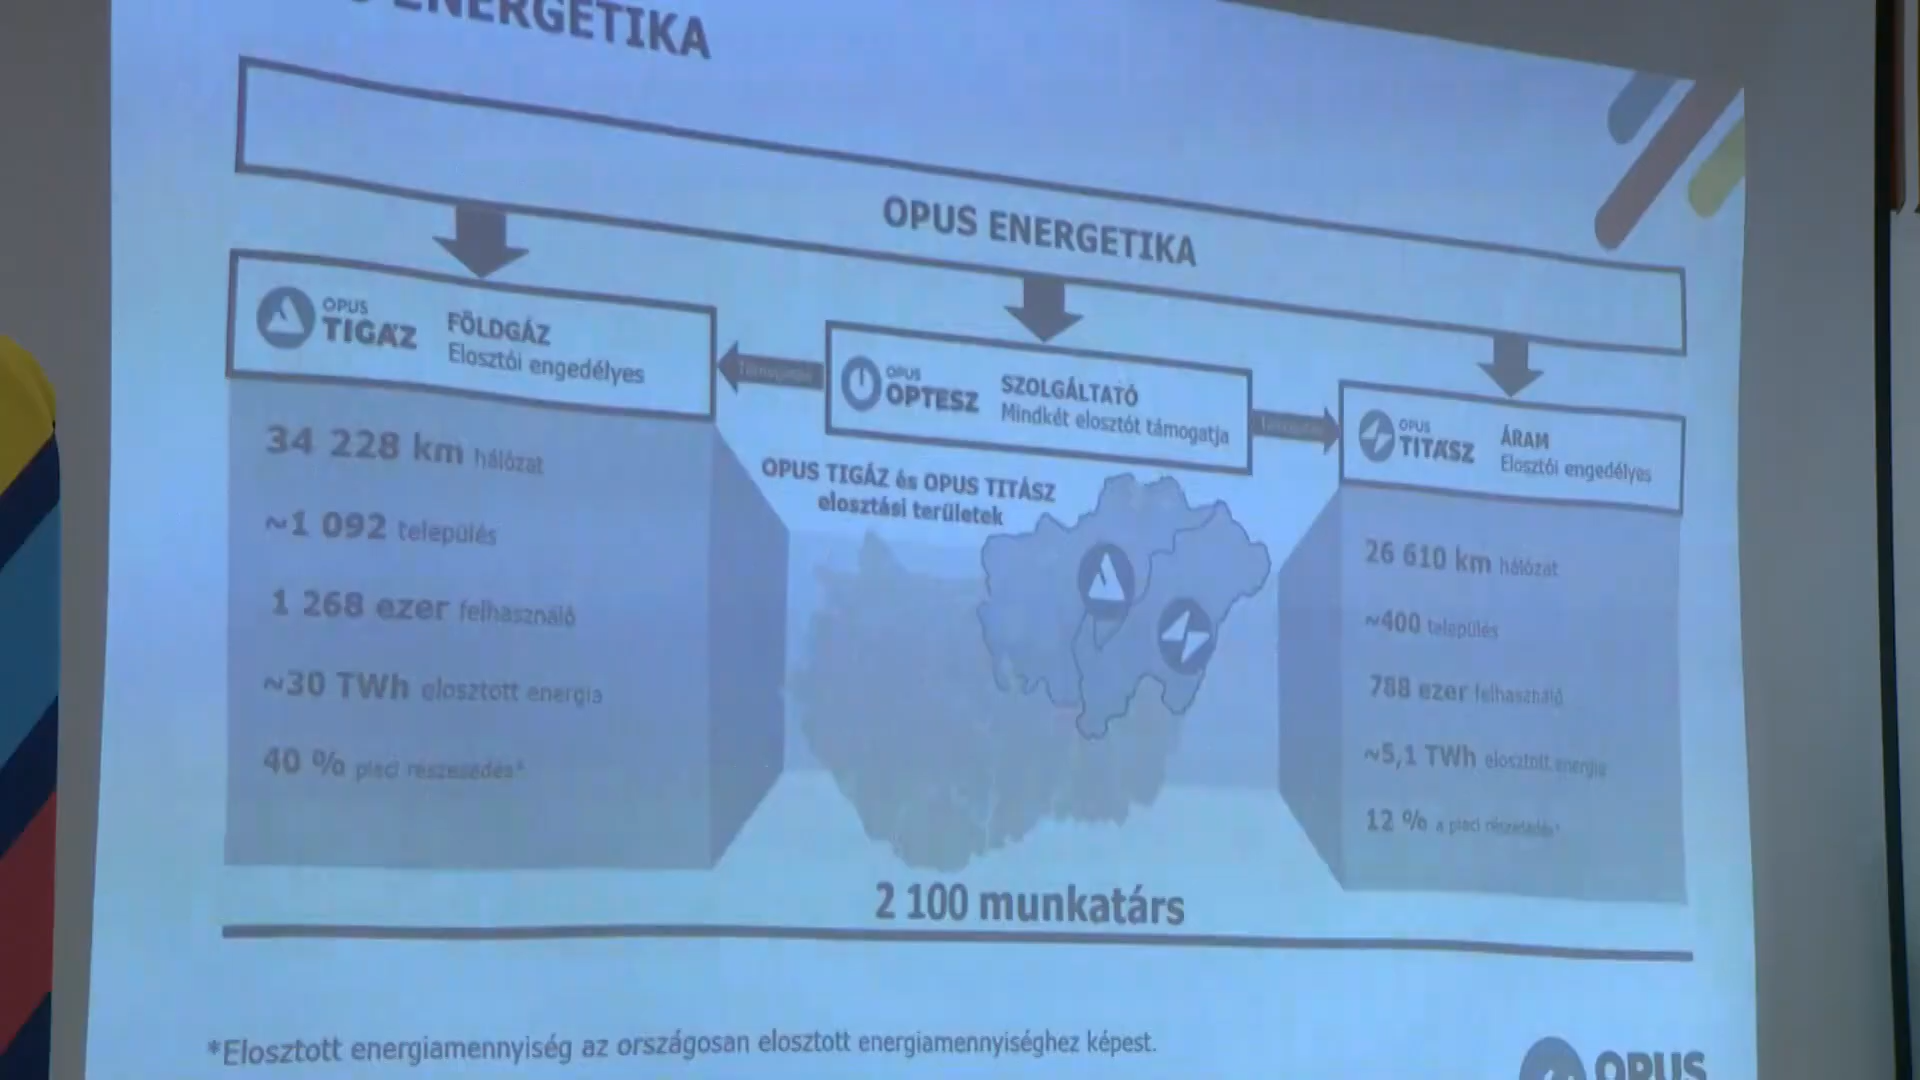 ENERGETIKA
OPUS ENERGETIKA
OPUS
TIGÁZ
FÖLDGÁZ
Elosztói engedélyes
OPUS
OPTESZ
SZOLGÁLTATÓ
Mindkét elosztót támogatja
OPUS
TITÁSZ
ÁRAM
Elosztói engedélyes
34 228 km hálózat
~1 092 település
1 268 ezer felhasználó
~30 TWh elosztott energia
40 % piaci részesedés*
OPUS TIGÁZ és OPUS TITÁSZ
elosztási területek
26 610 km hálózat
~400 település
788 ezer felhasználó
~5,1 TWh elosztott energia
12 % a piaci részesedés*
2 100 munkatárs
*Elosztott energiamennyiség az országosan elosztott energiamennyiséghez képest.
OPUS